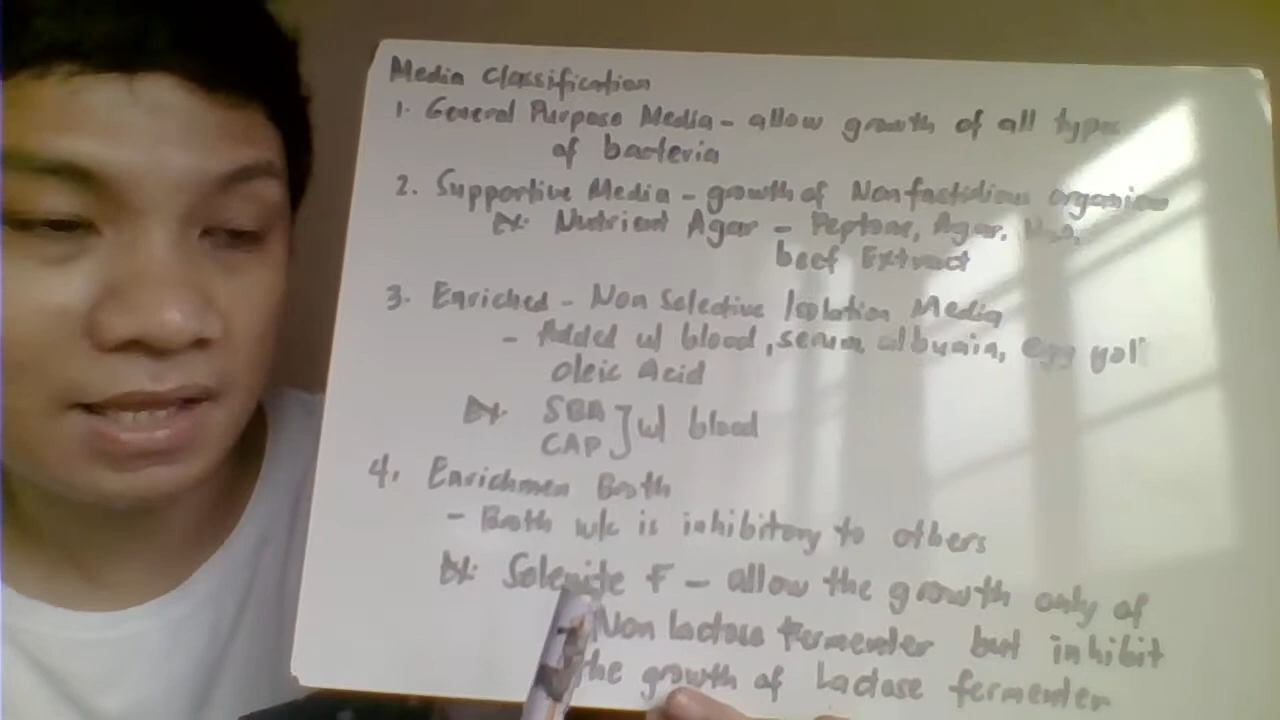 Media Classification
1. General Purpose Media - allow growth of all types
of bacteria
2. Supportive Media - growth of Nonfastidious organism
Ex: Nutrient Agar - Peptone, Agar,
beef Extract
3. Enriched - Non Selective Isolation Media
- Added w/ blood, serum, albumin, egg yol
oleic Acid
Ex SBA
CAP } w/ blood
4. Enrichmen Broth
- Broth w/c is inhibitory to others
Ex: Selenite F - allow the growth only of
Non lactose fermenter but inhibit
the growth of Lactose fermenter